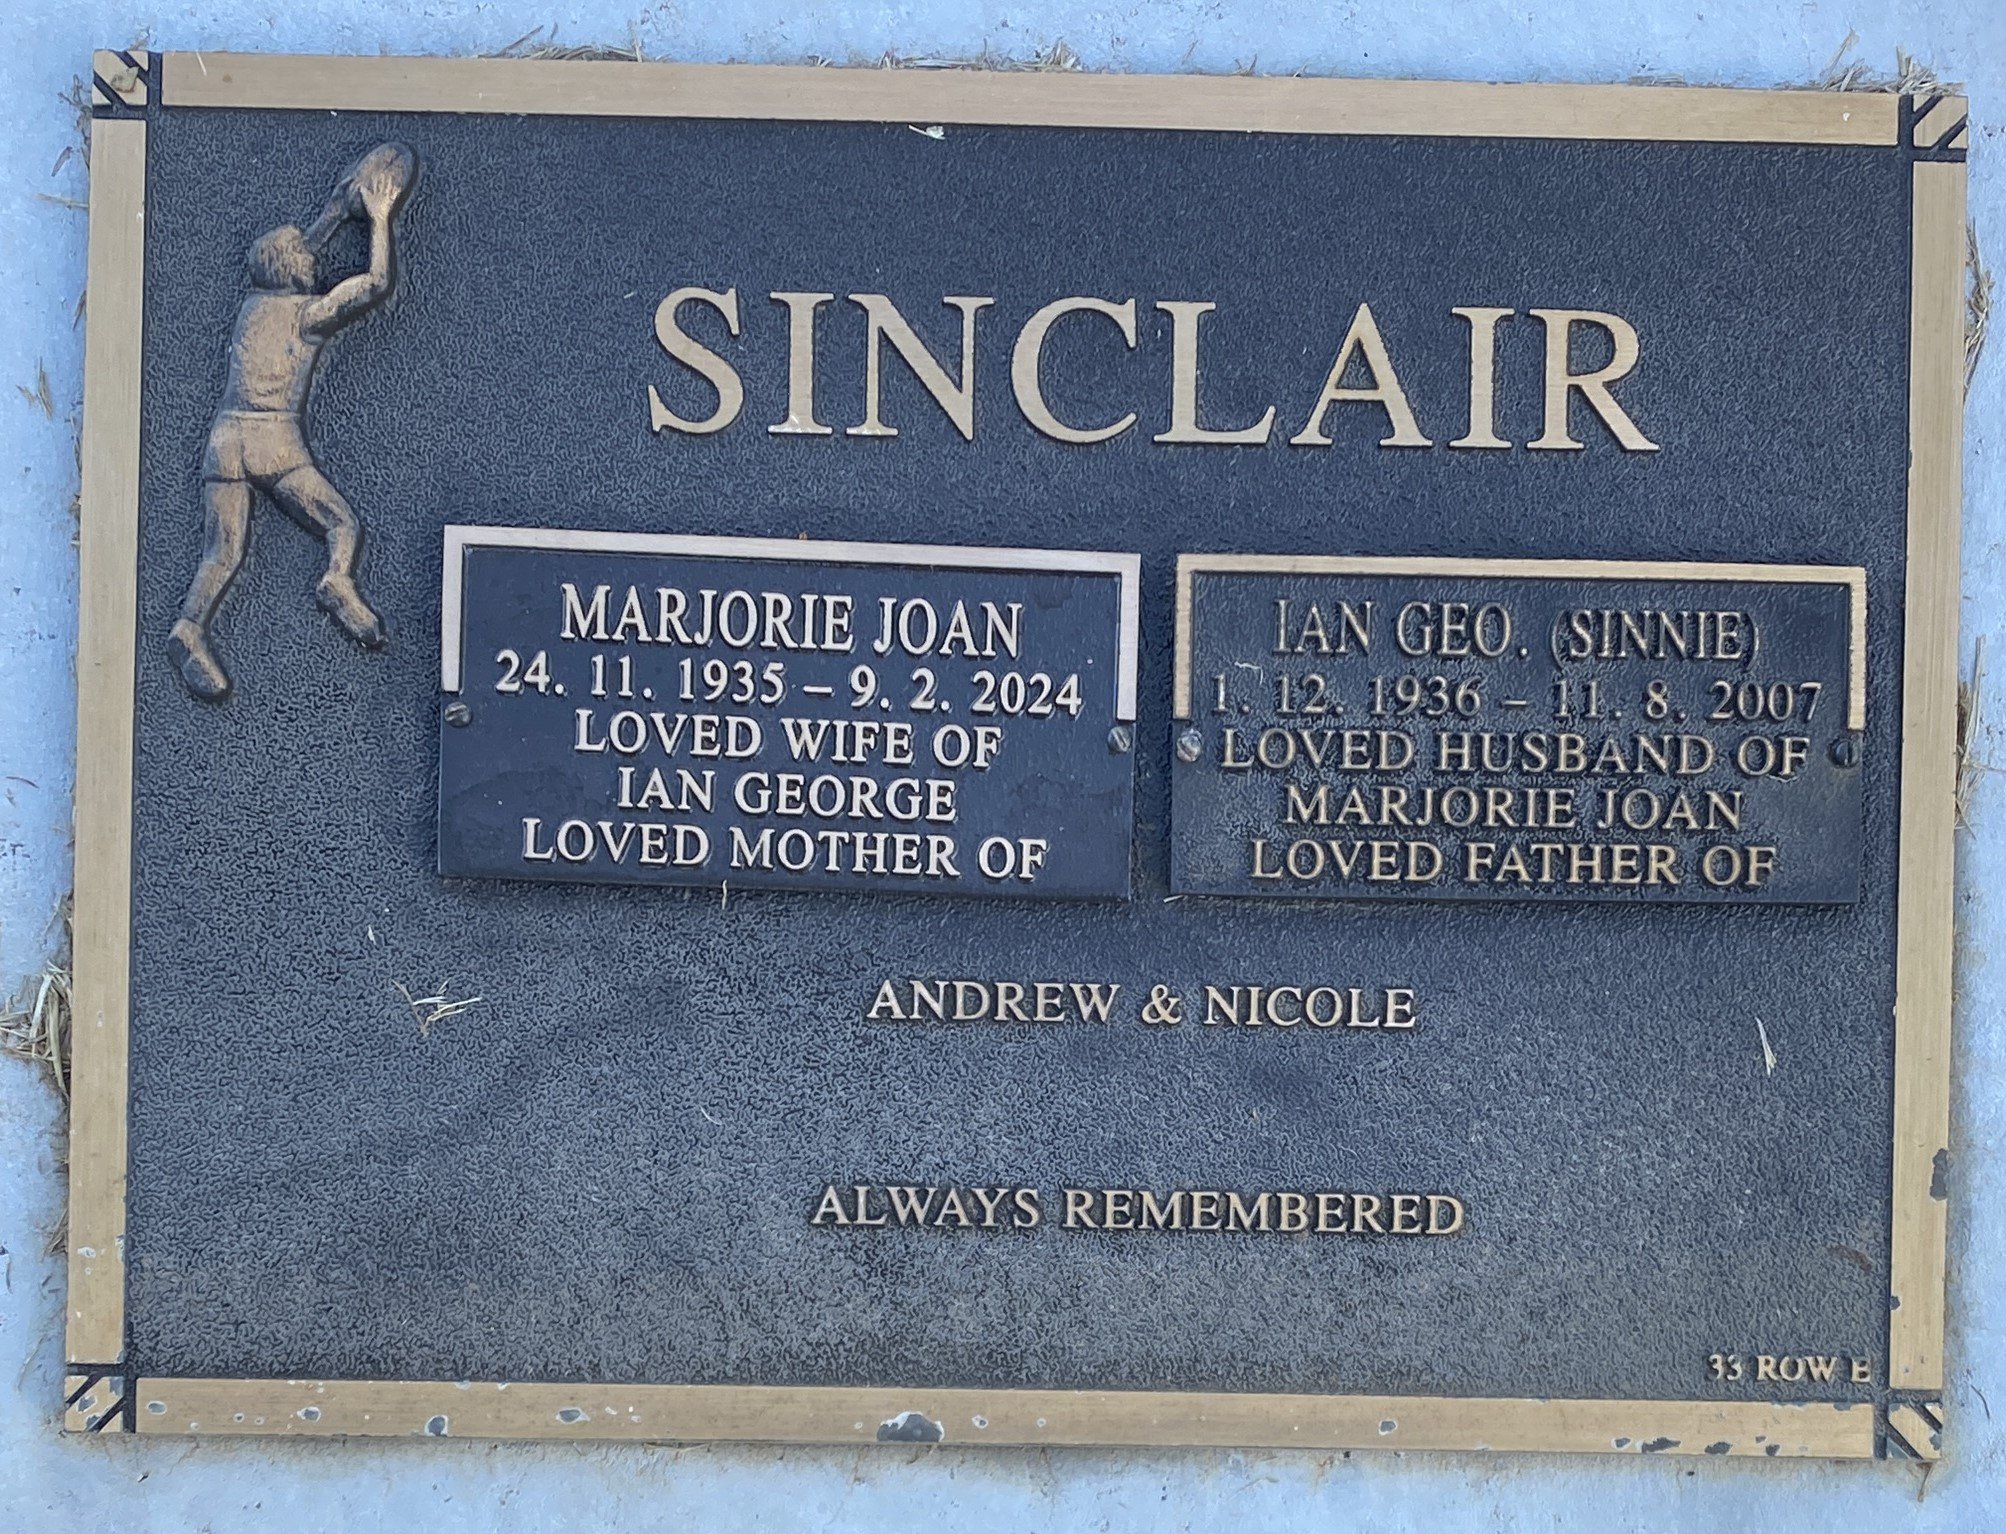 SINCLAIR
MARJORIE JOAN
24. 11. 1935 – 9. 2. 2024
LOVED WIFE OF
IAN GEORGE
LOVED MOTHER OF
IAN GEO. (SINNIE)
1. 12. 1936 – 11. 8. 2007
LOVED HUSBAND OF
MARJORIE JOAN
LOVED FATHER OF
ANDREW & NICOLE
ALWAYS REMEMBERED
33 ROW